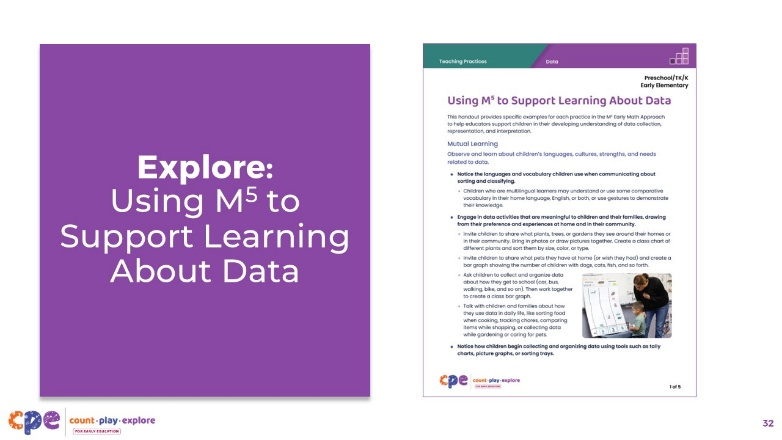 Explore:
Using M⁵ to
Support Learning
About Data
Teaching Practices
Data
Preschool/TK/K
Early Elementary
Using M⁵ to Support Learning About Data
This handout provides specific examples for each practice in the M⁵ Early Math Approach
to help educators support children in their developing understanding of data collection,
representation, and interpretation.
Mutual Learning
Observe and learn about children's languages, cultures, strengths, and needs
related to data.
• Notice the languages and vocabulary children use when communicating about
sorting and classifying.
◦ Children who are multilingual learners may understand or use some comparative
vocabulary in their home language, English, or both, or use gestures to demonstrate
their knowledge.
• Engage in data activities that are meaningful to children and their families, drawing
from their preference and experiences at home and in their community.
◦ Invite children to share what plants, trees, or gardens they see around their homes or
in their community. Bring in photos or draw pictures together. Create a class chart of
different plants and sort them by size, color, or type.
◦ Invite children to share what pets they have at home (or wish they had) and create a
bar graph showing the number of children with dogs, cats, fish, and so forth.
◦ Ask children to collect and organize data
about how they get to school (car, bus,
walking, bike, and so on). Then work together
to create a class bar graph.
◦ Talk with children and families about how
they use data in daily life, like sorting food
when cooking, tracking chores, comparing
items while shopping, or collecting data
while gardening or caring for pets.
• Notice how children begin collecting and organizing data using tools such as tally
charts, picture graphs, or sorting trays.
cpe count·play·explore
FOR EARLY EDUCATION
1 of 5
cpe count·play·explore
FOR EARLY EDUCATION
32